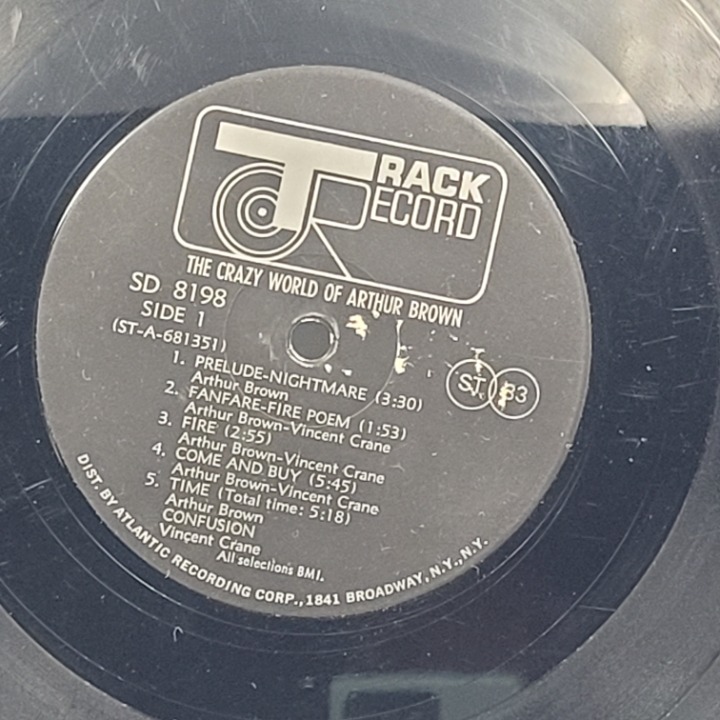 TRACK
RECORD
THE CRAZY WORLD OF ARTHUR BROWN
SD 8198
SIDE 1
(ST-A-681351)
ST 33
1. PRELUDE-NIGHTMARE (3:30)
Arthur Brown
2. FANFARE-FIRE POEM (1:53)
Arthur Brown-Vincent Crane
3. FIRE (2:55)
Arthur Brown-Vincent Crane
4. COME AND BUY (5:45)
Arthur Brown-Vincent Crane
5. TIME (Total time: 5:18)
Arthur Brown
CONFUSION
Vincent Crane
All selections BMI.
DIST. BY ATLANTIC RECORDING CORP., 1841 BROADWAY, N.Y., N.Y.